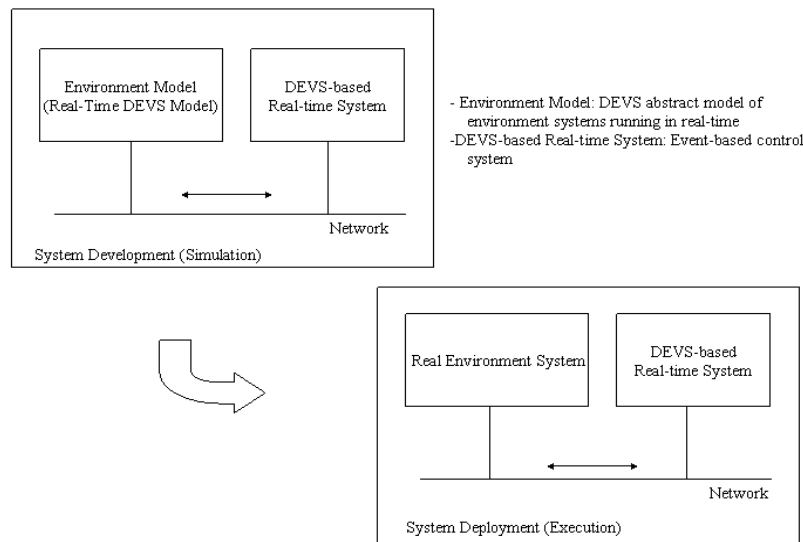 Environment Model
(Real-Time DEVS Model)
DEVS-based
Real-time System
- Environment Model: DEVS abstract model of
environment systems running in real-time
-DEVS-based Real-time System: Event-based control
system
Network
System Development (Simulation)
Real Environment System
DEVS-based
Real-time System
Network
System Deployment (Execution)